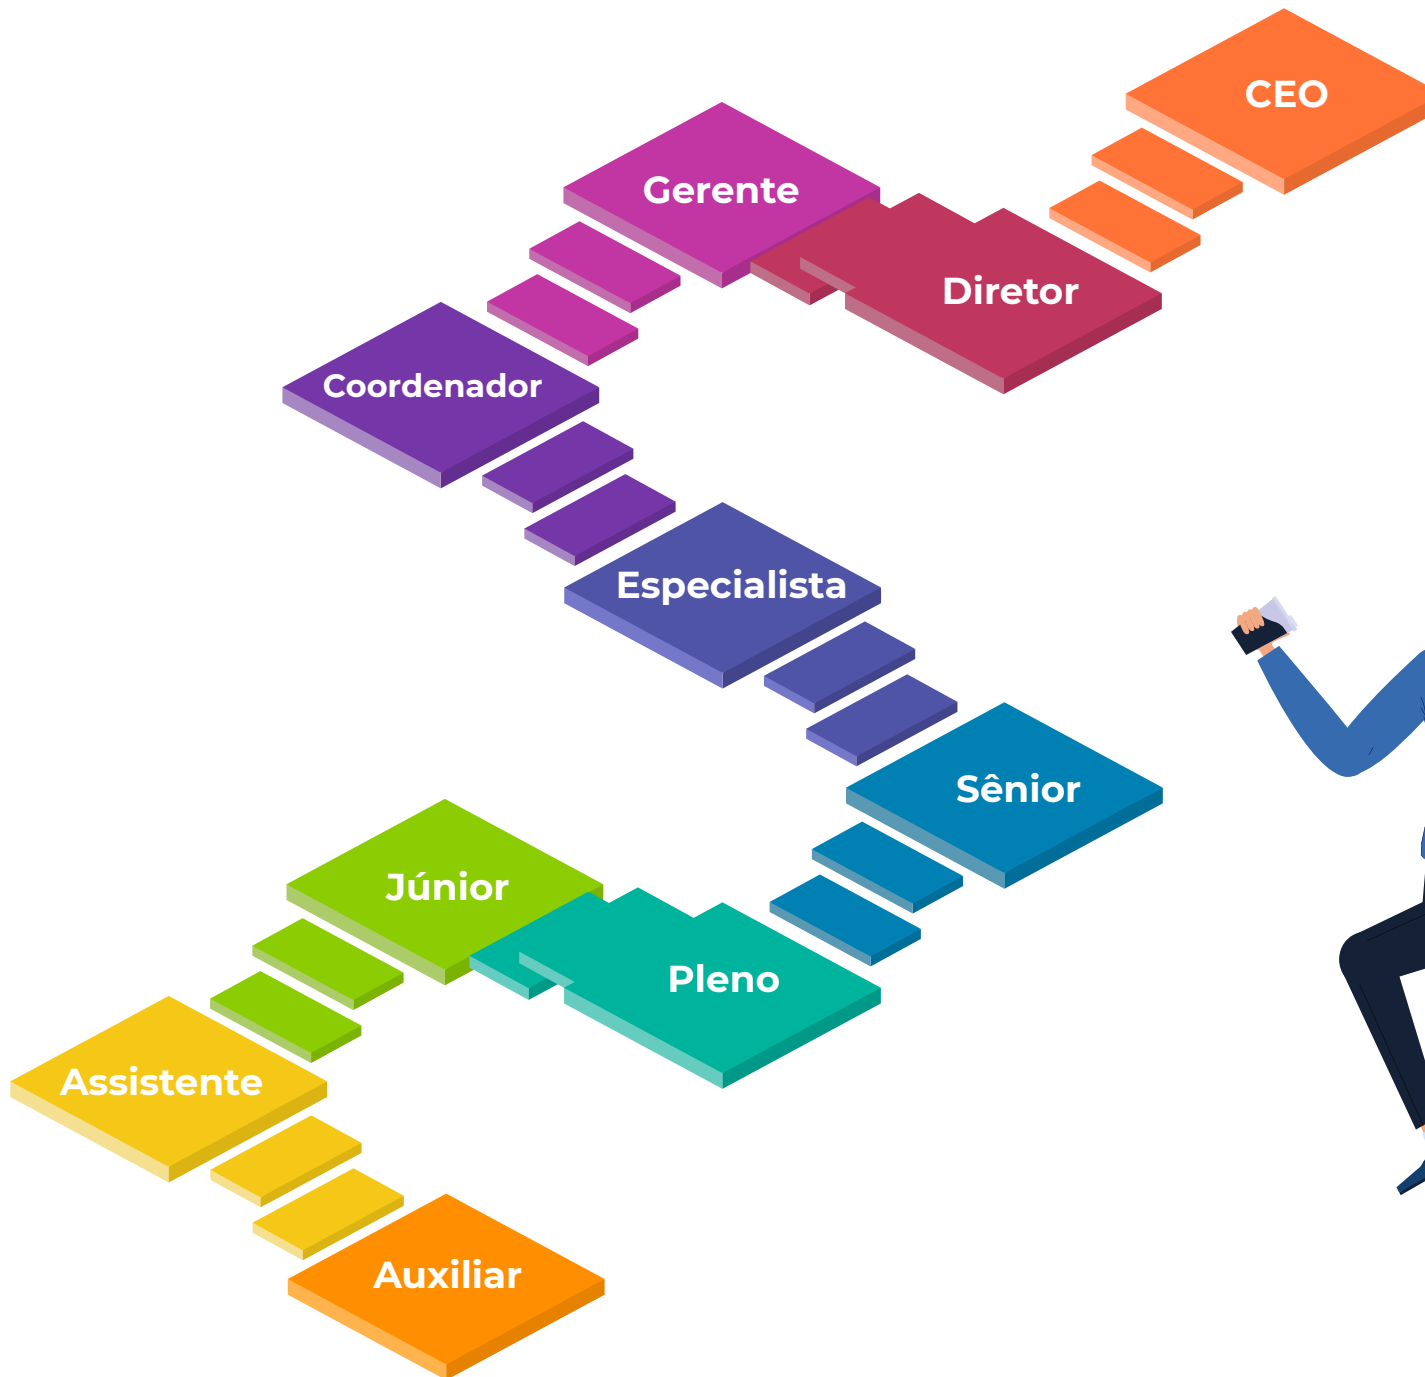 CEO
Gerente
Diretor
Coordenador
Especialista
Sênior
Júnior
Pleno
Assistente
Auxiliar